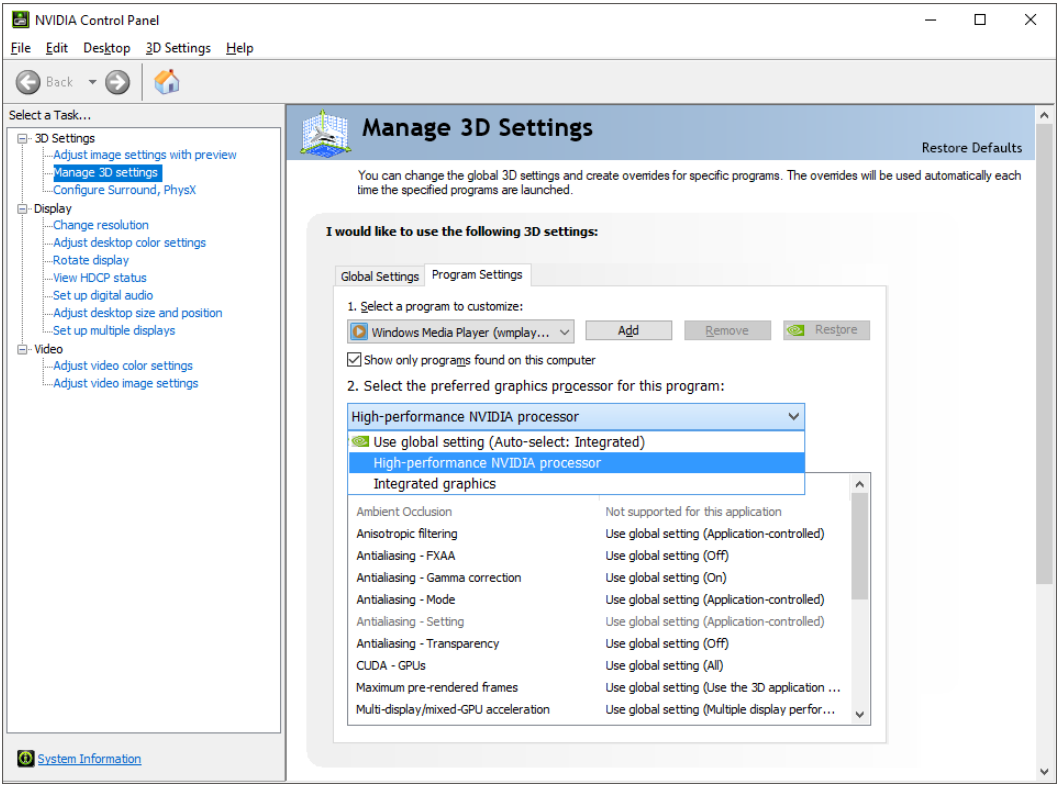 NVIDIA Control Panel
File Edit Desktop 3D Settings Help
Back
Select a Task...
3D Settings
Adjust image settings with preview
Manage 3D settings
Configure Surround, PhysX
Display
Change resolution
Adjust desktop color settings
Rotate display
View HDCP status
Set up digital audio
Adjust desktop size and position
Set up multiple displays
Video
Adjust video color settings
Adjust video image settings
System Information
Manage 3D Settings
Restore Defaults
You can change the global 3D settings and create overrides for specific programs. The overrides will be used automatically each
time the specified programs are launched.
I would like to use the following 3D settings:
Global Settings Program Settings
1. Select a program to customize:
Windows Media Player (wmplay... Add Remove Restore
Show only programs found on this computer
2. Select the preferred graphics processor for this program:
High-performance NVIDIA processor
Use global setting (Auto-select: Integrated)
High-performance NVIDIA processor
Integrated graphics
Ambient Occlusion Not supported for this application
Anisotropic filtering Use global setting (Application-controlled)
Antialiasing - FXAA Use global setting (Off)
Antialiasing - Gamma correction Use global setting (On)
Antialiasing - Mode Use global setting (Application-controlled)
Antialiasing - Setting Use global setting (Application-controlled)
Antialiasing - Transparency Use global setting (Off)
CUDA - GPUs Use global setting (All)
Maximum pre-rendered frames Use global setting (Use the 3D application ...
Multi-display/mixed-GPU acceleration Use global setting (Multiple display perfor...